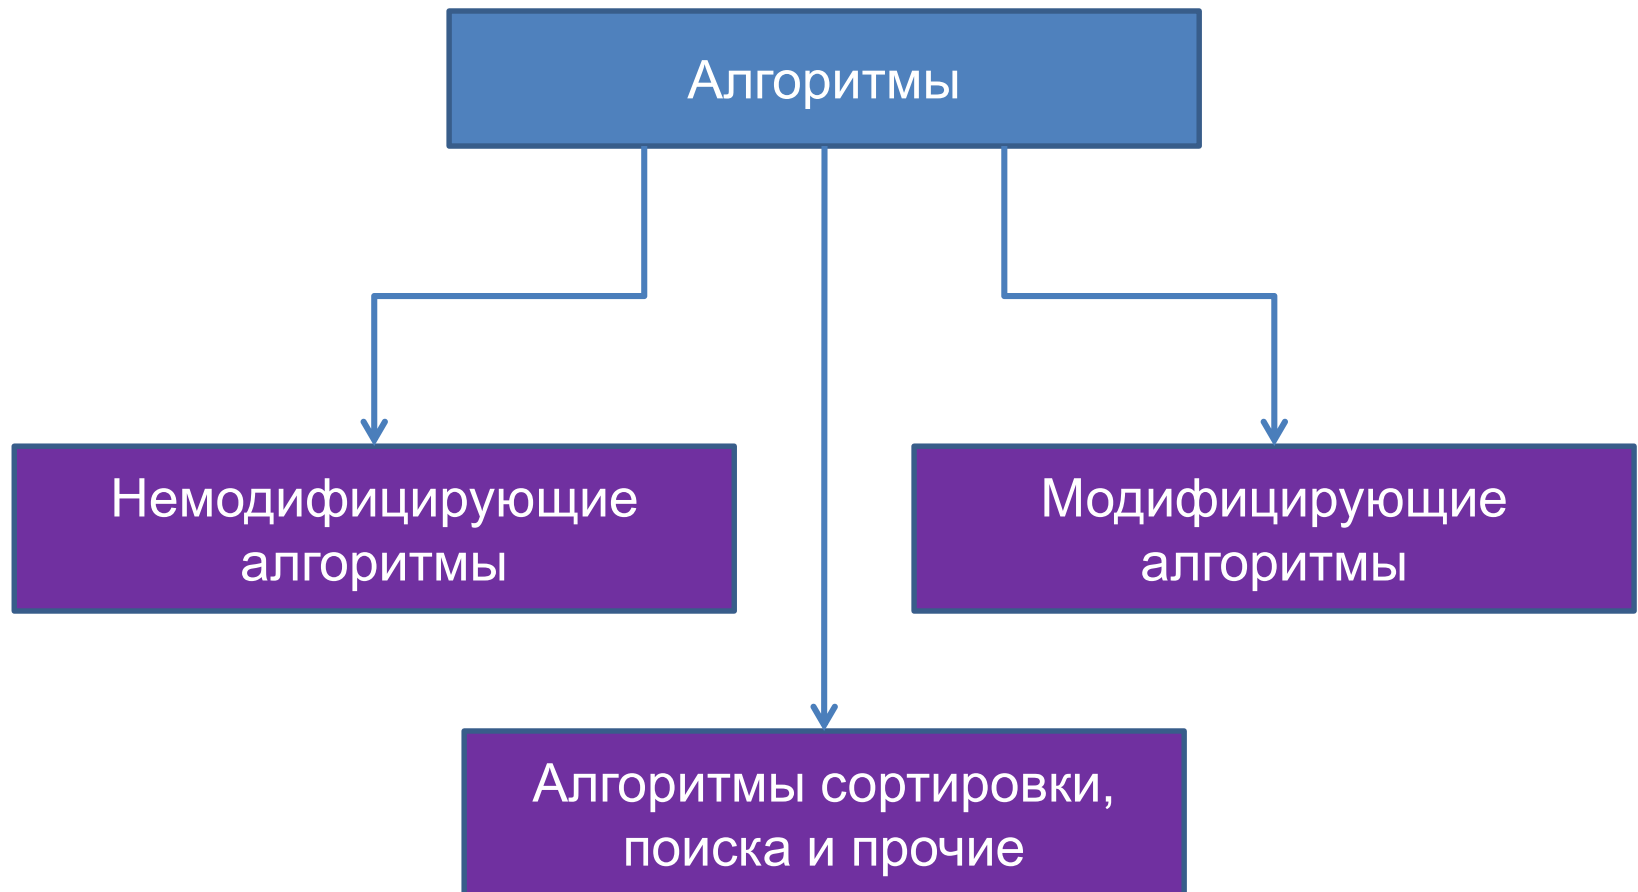 Алгоритмы
Немодифицирующие
алгоритмы
Модифицирующие
алгоритмы
Алгоритмы сортировки,
поиска и прочие